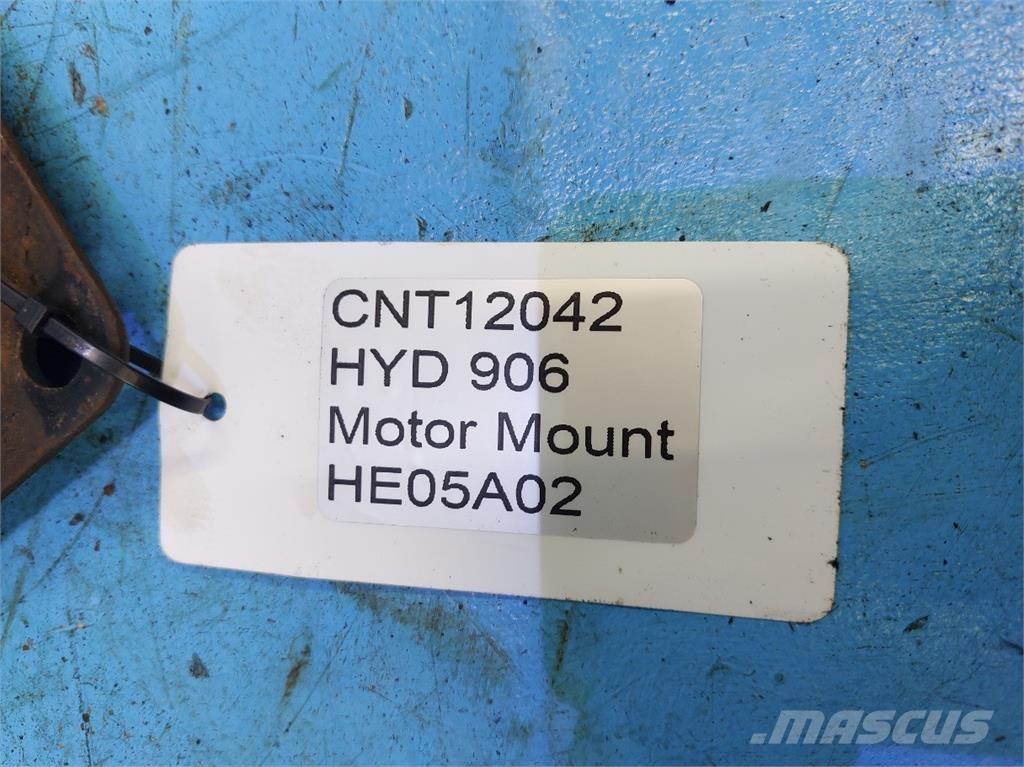 CNT12042
HYD 906
Motor Mount
HE05A02
MASCUS